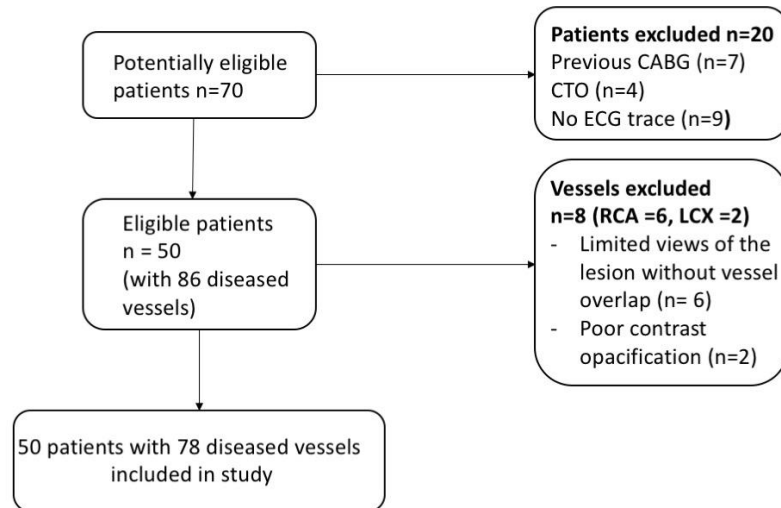 Potentially eligible
patients n=70
Patients excluded n=20
Previous CABG (n=7)
CTO (n=4)
No ECG trace (n=9)
Eligible patients
n = 50
(with 86 diseased
vessels)
Vessels excluded
n=8 (RCA =6, LCX =2)
- Limited views of the
lesion without vessel
overlap (n= 6)
- Poor contrast
opacification (n=2)
50 patients with 78 diseased vessels
included in study